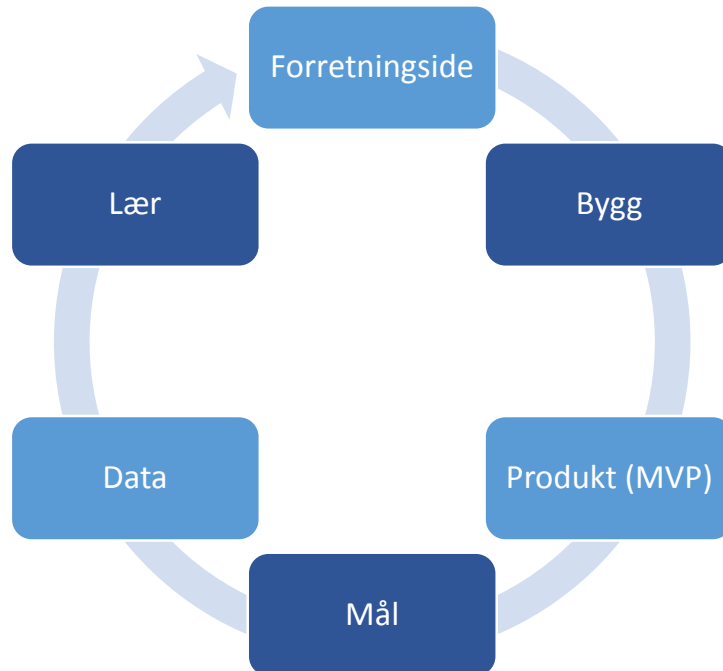 Forretningside
Bygg
Produkt (MVP)
Mål
Data
Lær